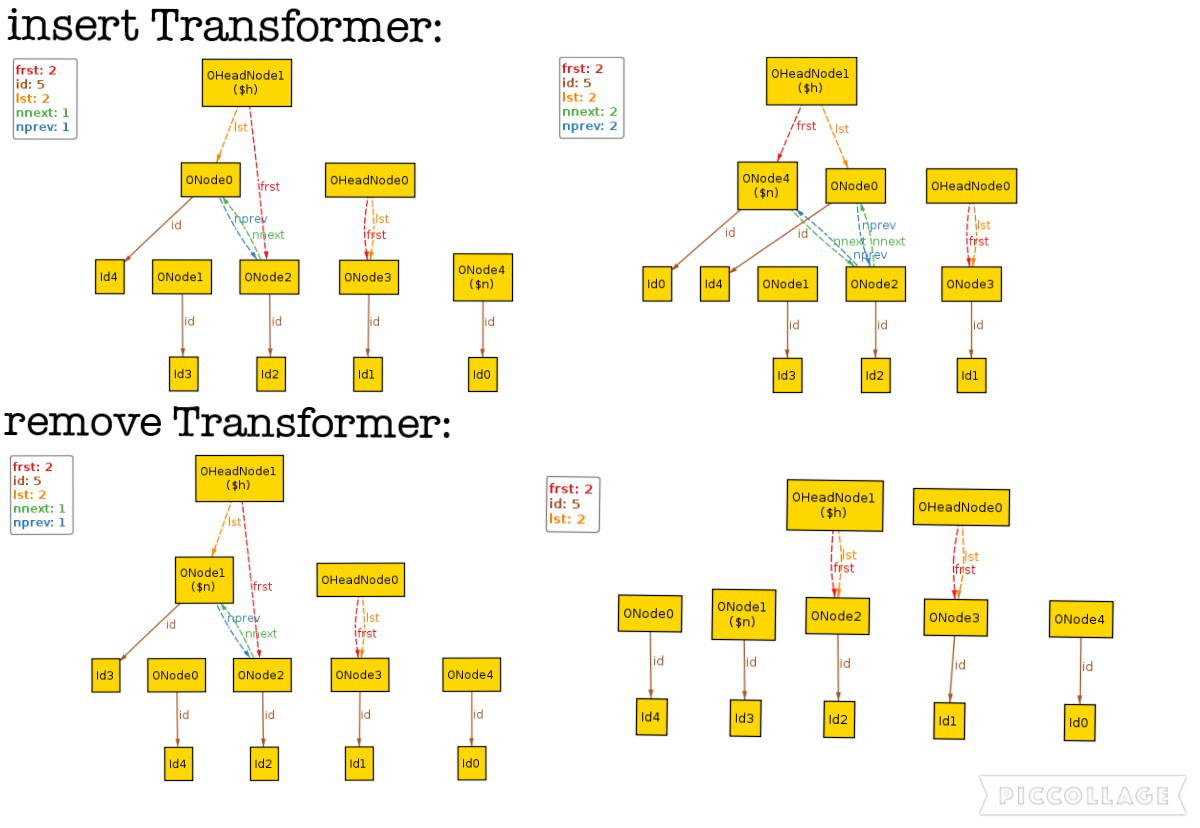 insert Transformer:
frst: 2
id: 5
lst: 2
nnext: 1
nprev: 1
OHeadNode1
($h)
lst
frst
ONode0
OHeadNode0
id
nprev
nnext
lst
frst
Id4
ONode1
ONode2
ONode3
ONode4
($n)
id
id
id
id
Id3
Id2
Id1
Id0
frst: 2
id: 5
lst: 2
nnext: 2
nprev: 2
OHeadNode1
($h)
frst
lst
ONode4
($n)
ONode0
OHeadNode0
id
id
nprev
nnext
nnext
nprev
lst
frst
Id0
Id4
ONode1
ONode2
ONode3
id
id
id
Id3
Id2
Id1
remove Transformer:
frst: 2
id: 5
lst: 2
nnext: 1
nprev: 1
OHeadNode1
($h)
lst
frst
ONode1
($n)
OHeadNode0
id
nprev
nnext
lst
frst
Id3
ONode0
ONode2
ONode3
ONode4
id
id
id
id
Id4
Id2
Id1
Id0
frst: 2
id: 5
lst: 2
OHeadNode1
($h)
OHeadNode0
lst
frst
lst
frst
ONode0
ONode1
($n)
ONode2
ONode3
ONode4
id
id
id
id
id
Id4
Id3
Id2
Id1
Id0
PICCOLLAGE